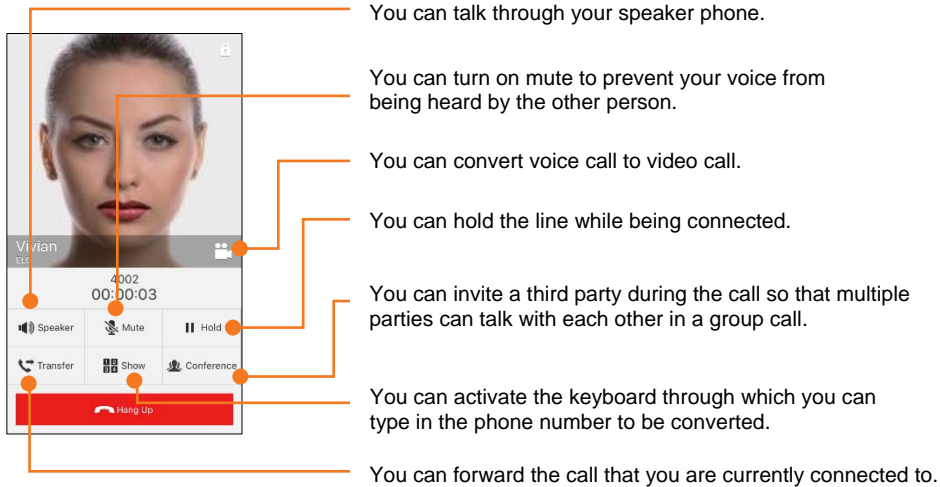 You can talk through your speaker phone.
You can turn on mute to prevent your voice from
being heard by the other person.
You can convert voice call to video call.
You can hold the line while being connected.
You can invite a third party during the call so that multiple
parties can talk with each other in a group call.
You can activate the keyboard through which you can
type in the phone number to be converted.
You can forward the call that you are currently connected to.
Vivian
4002
00:00:03
Speaker
Mute
Hold
Transfer
1 2
3 4
Show
Conference
Hang Up